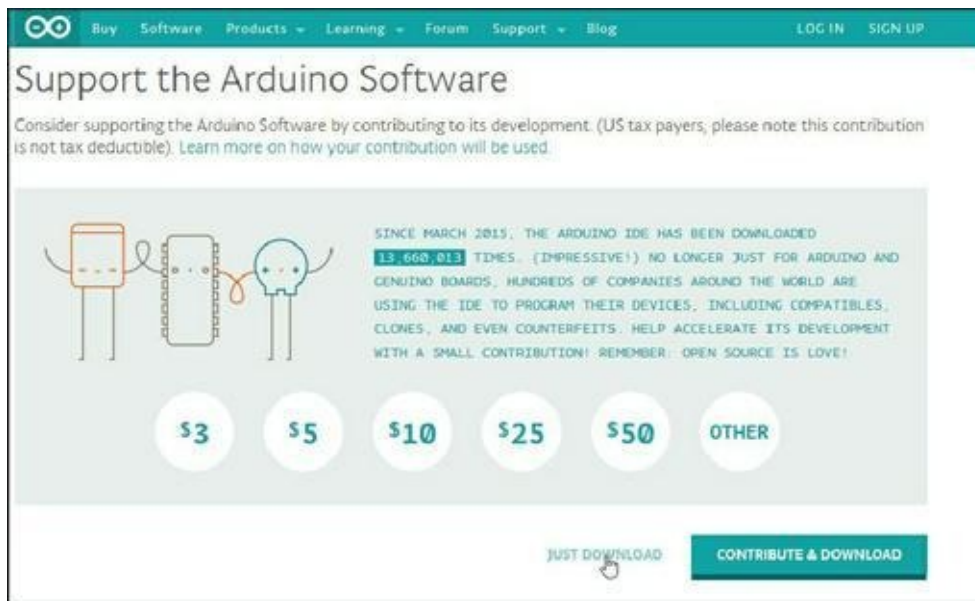 Buy Software Products Learning Forum Support Blog LOG IN SIGN UP
Support the Arduino Software
Consider supporting the Arduino Software by contributing to its development. (US tax payers, please note this contribution
is not tax deductible). Learn more on how your contribution will be used.
SINCE MARCH 2015, THE ARDUINO IDE HAS BEEN DOWNLOADED
13,660,013 TIMES. (IMPRESSIVE!) NO LONGER JUST FOR ARDUINO AND
GENUINO BOARDS, HUNDREDS OF COMPANIES AROUND THE WORLD ARE
USING THE IDE TO PROGRAM THEIR DEVICES, INCLUDING COMPATIBLES,
CLONES, AND EVEN COUNTERFEITS. HELP ACCELERATE ITS DEVELOPMENT
WITH A SMALL CONTRIBUTION! REMEMBER: OPEN SOURCE IS LOVE!
$3 $5 $10 $25 $50 OTHER
JUST DOWNLOAD CONTRIBUTE & DOWNLOAD